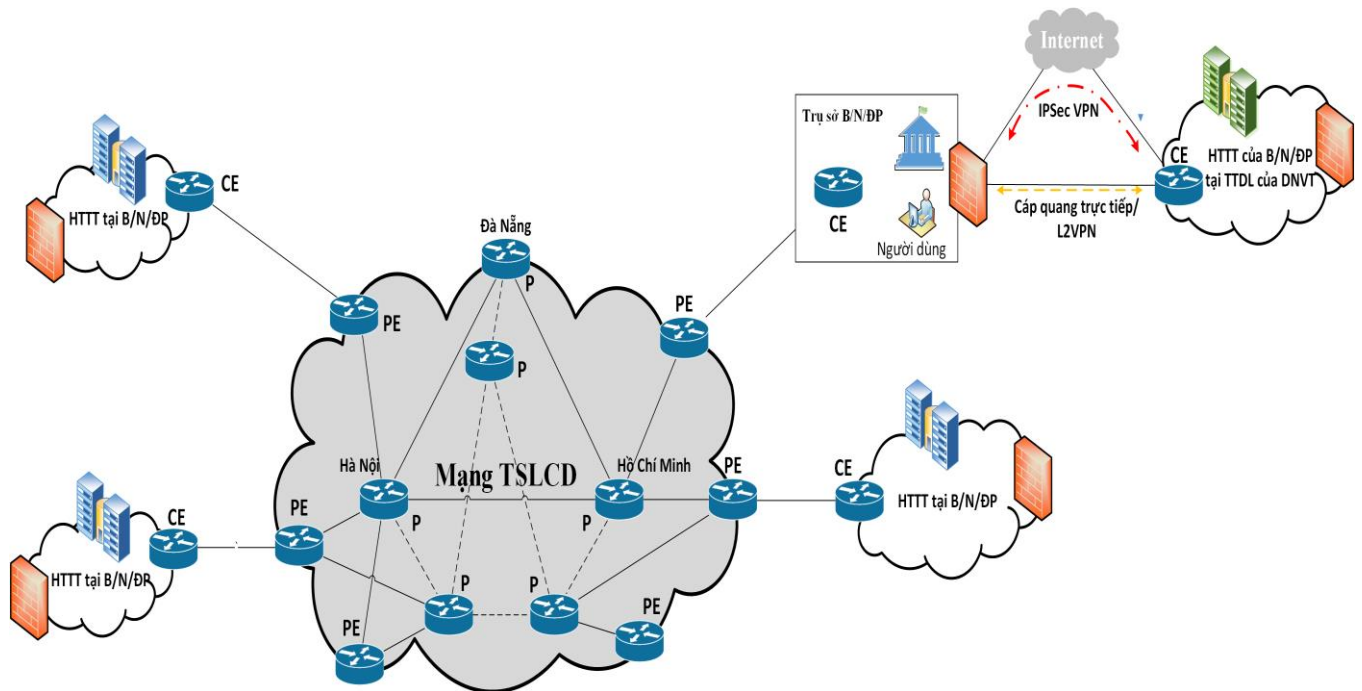 Internet
IPSec VPN
Trụ sở B/N/ĐP
CE
Người dùng
Cáp quang trực tiếp/
L2VPN
CE
HTTT của B/N/ĐP
tại TTDL của DNVT
CE
HTTT tại B/N/ĐP
Đà Nẵng
P
PE
PE
P
Hà Nội
Mạng TSLCD
Hồ Chí Minh
PE
CE
HTTT tại B/N/ĐP
P
P
CE
PE
HTTT tại B/N/ĐP
P
P
PE
PE